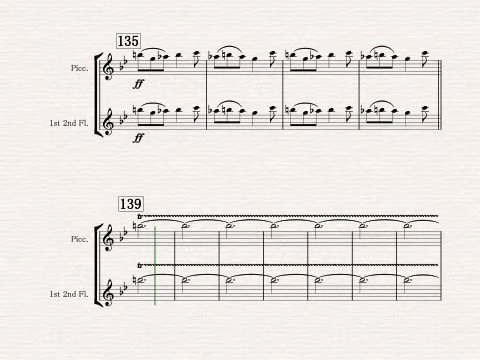 135
Picc.
ff
1st 2nd Fl.
ff
139
tr
Picc.
tr
1st 2nd Fl.